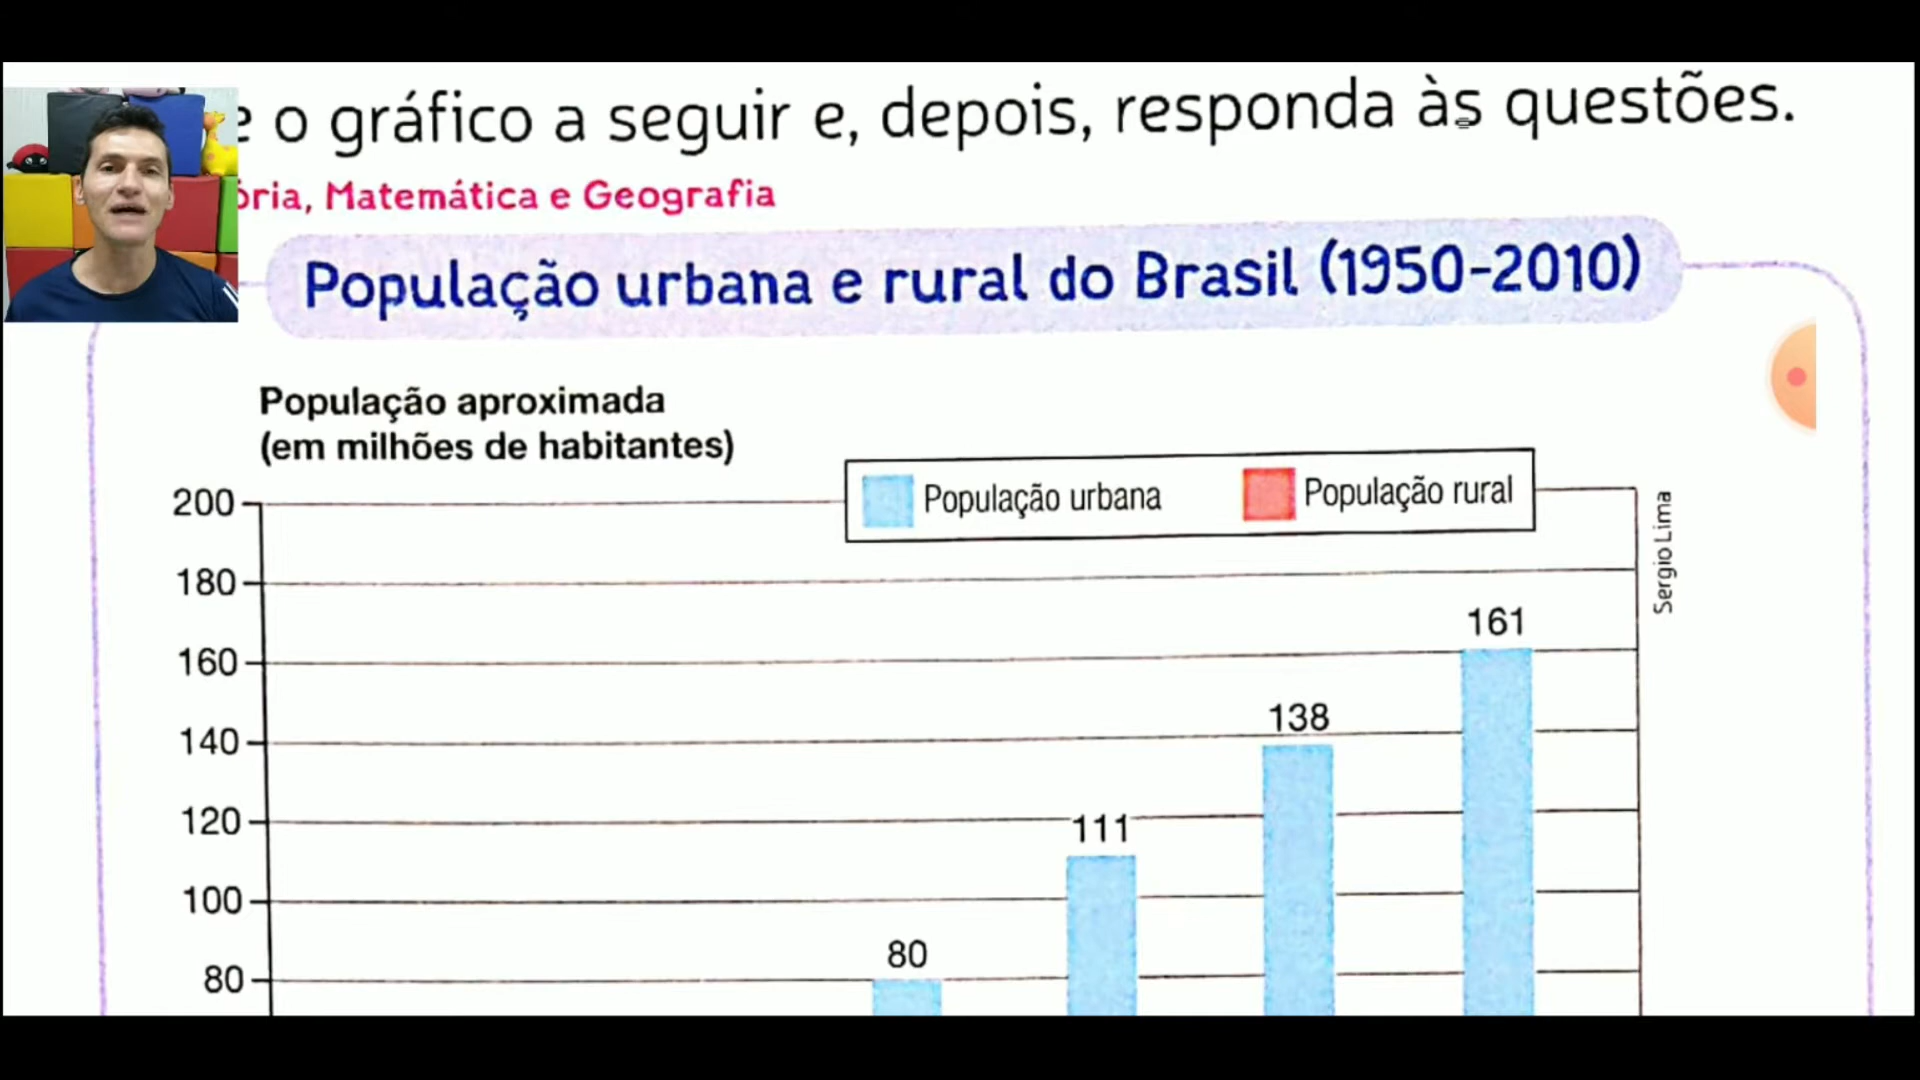 o gráfico a seguir e, depois, responda às questões.
Matemática e Geografia
População urbana e rural do Brasil (1950-2010)
População aproximada
(em milhões de habitantes)
População urbana
População rural
200
180
160
140
120
100
80
80
111
138
161
Sergio Lima